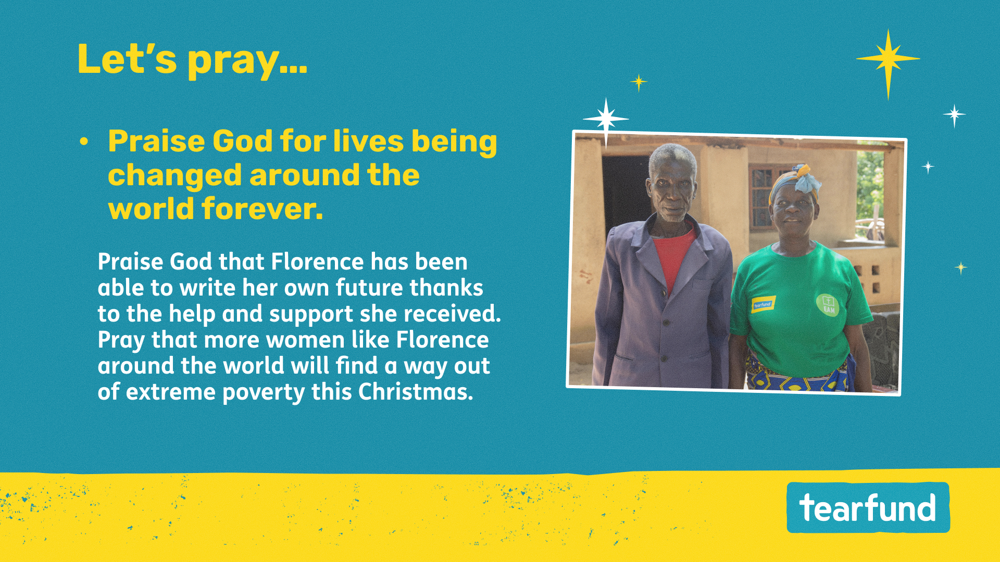 Let’s pray...
• Praise God for lives being
changed around the
world forever.
Praise God that Florence has been
able to write her own future thanks
to the help and support she received.
Pray that more women like Florence
around the world will find a way out
of extreme poverty this Christmas.
tearfund
EAM
tearfund